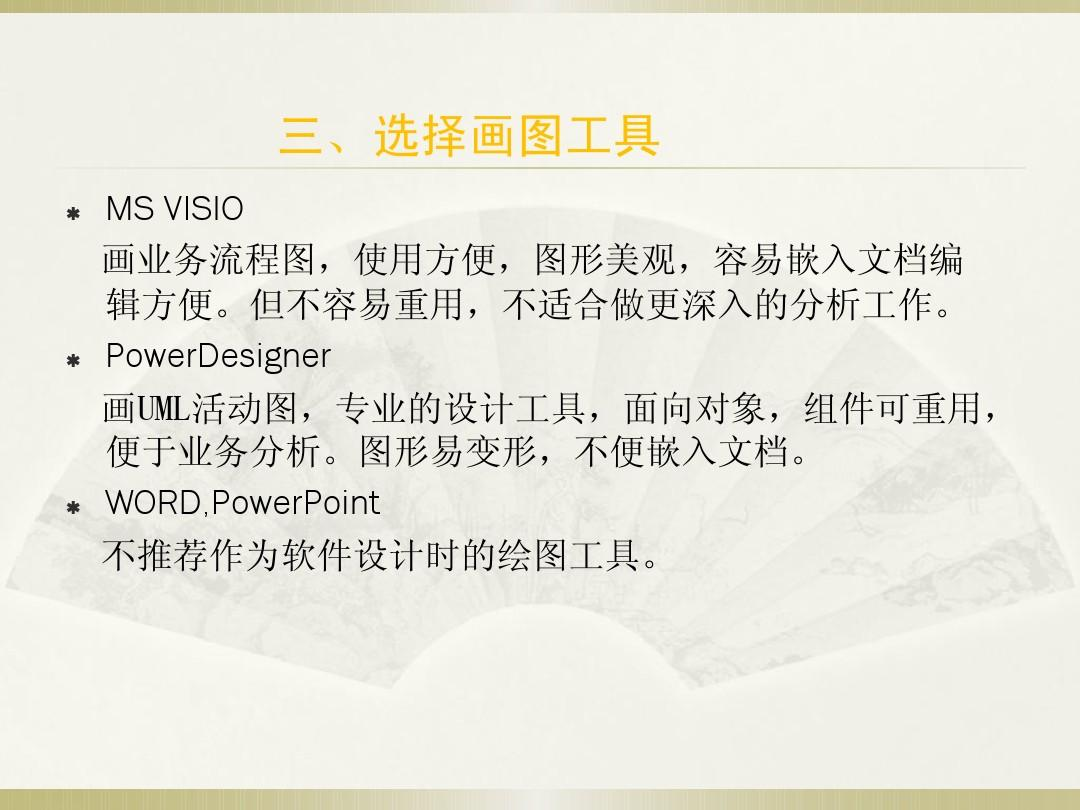 三、选择画图工具
MS VISIO
画业务流程图，使用方便，图形美观，容易嵌入文档编
辑方便。但不容易重用，不适合做更深入的分析工作。
PowerDesigner
画UML活动图，专业的设计工具，面向对象，组件可重用，
便于业务分析。图形易变形，不便嵌入文档。
WORD,PowerPoint
不推荐作为软件设计时的绘图工具。